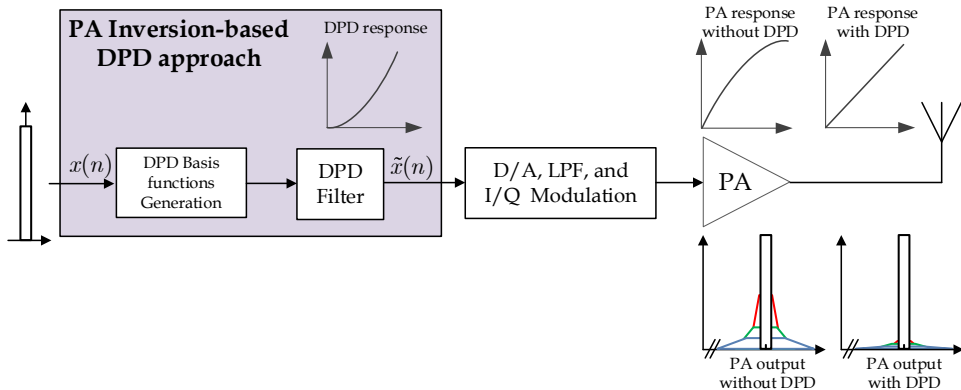 PA Inversion-based
DPD approach
DPD response
x(n)
DPD Basis
functions
Generation
DPD
Filter
x̃(n)
D/A, LPF, and
I/Q Modulation
PA response
without DPD
PA response
with DPD
PA
PA output
without DPD
PA output
with DPD